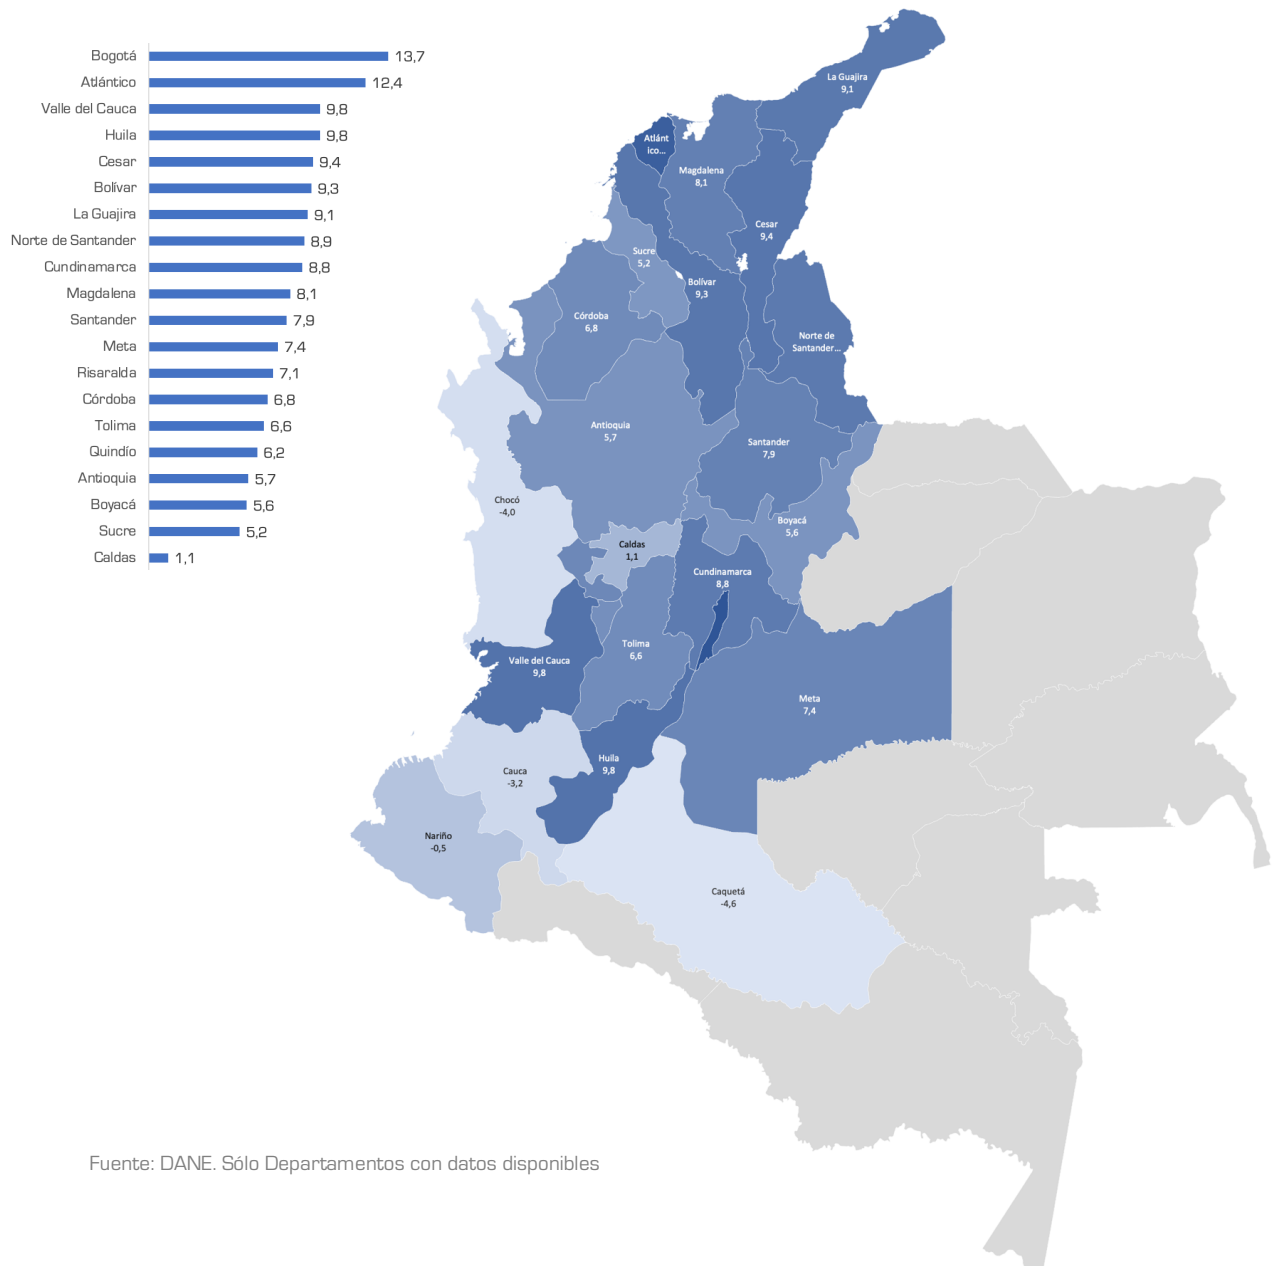 Bogotá 13,7
Atlántico 12,4
Valle del Cauca 9,8
Huila 9,8
Cesar 9,4
Bolívar 9,3
La Guajira 9,1
Norte de Santander 8,9
Cundinamarca 8,8
Magdalena 8,1
Santander 7,9
Meta 7,4
Risaralda 7,1
Córdoba 6,8
Tolima 6,6
Quindío 6,2
Antioquia 5,7
Boyacá 5,6
Sucre 5,2
Caldas 1,1
La Guajira
9,1
Atlánt
ico...
Magdalena
8,1
Cesar
9,4
Sucre
5,2
Bolívar
9,3
Córdoba
6,8
Norte de
Santander...
Antioquia
5,7
Santander
7,9
Chocó
-4,0
Boyacá
5,6
Caldas
1,1
Cundinamarca
8,8
Tolima
6,6
Valle del Cauca
9,8
Meta
7,4
Huila
9,8
Cauca
-3,2
Nariño
-0,5
Caquetá
-4,6
Fuente: DANE. Sólo Departamentos con datos disponibles